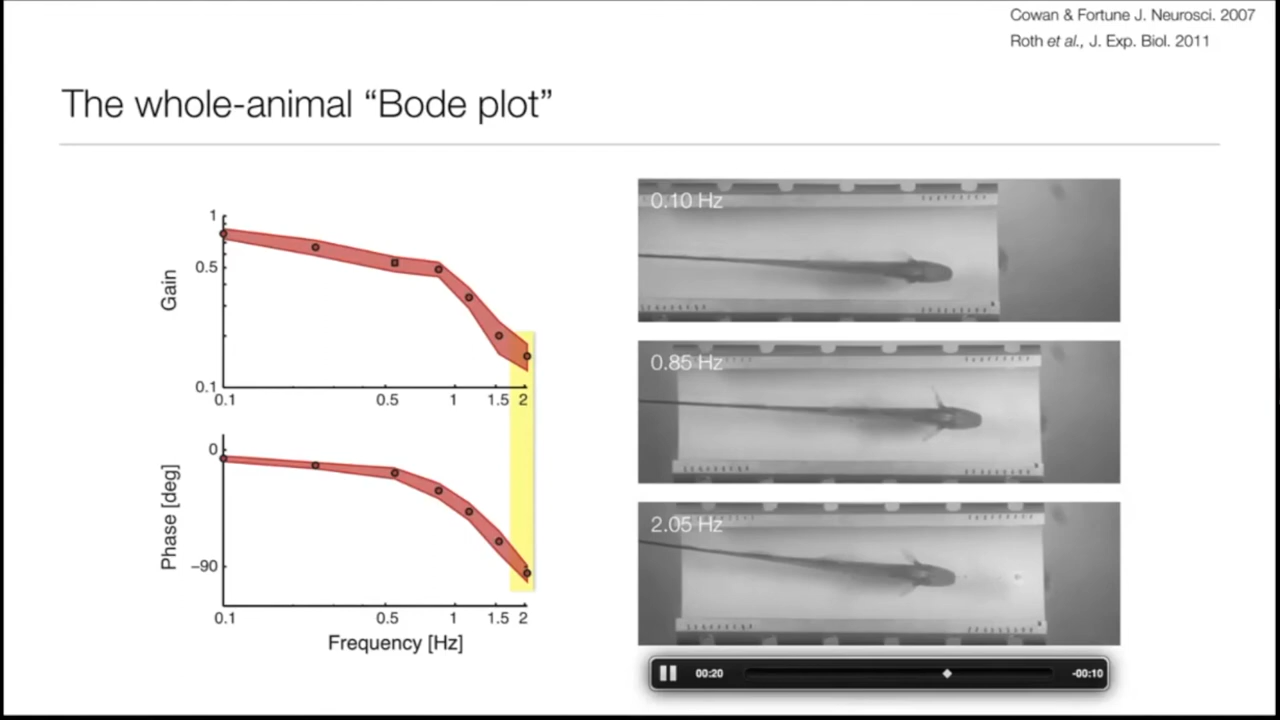 Cowan & Fortune J. Neurosci. 2007
Roth et al., J. Exp. Biol. 2011
The whole-animal “Bode plot”
Gain
1
0.5
0.1
0.1 0.5 1 1.5 2
Phase [deg]
0
–90
0.1 0.5 1 1.5 2
Frequency [Hz]
0.10 Hz
0.85 Hz
2.05 Hz
00:20 -00:10